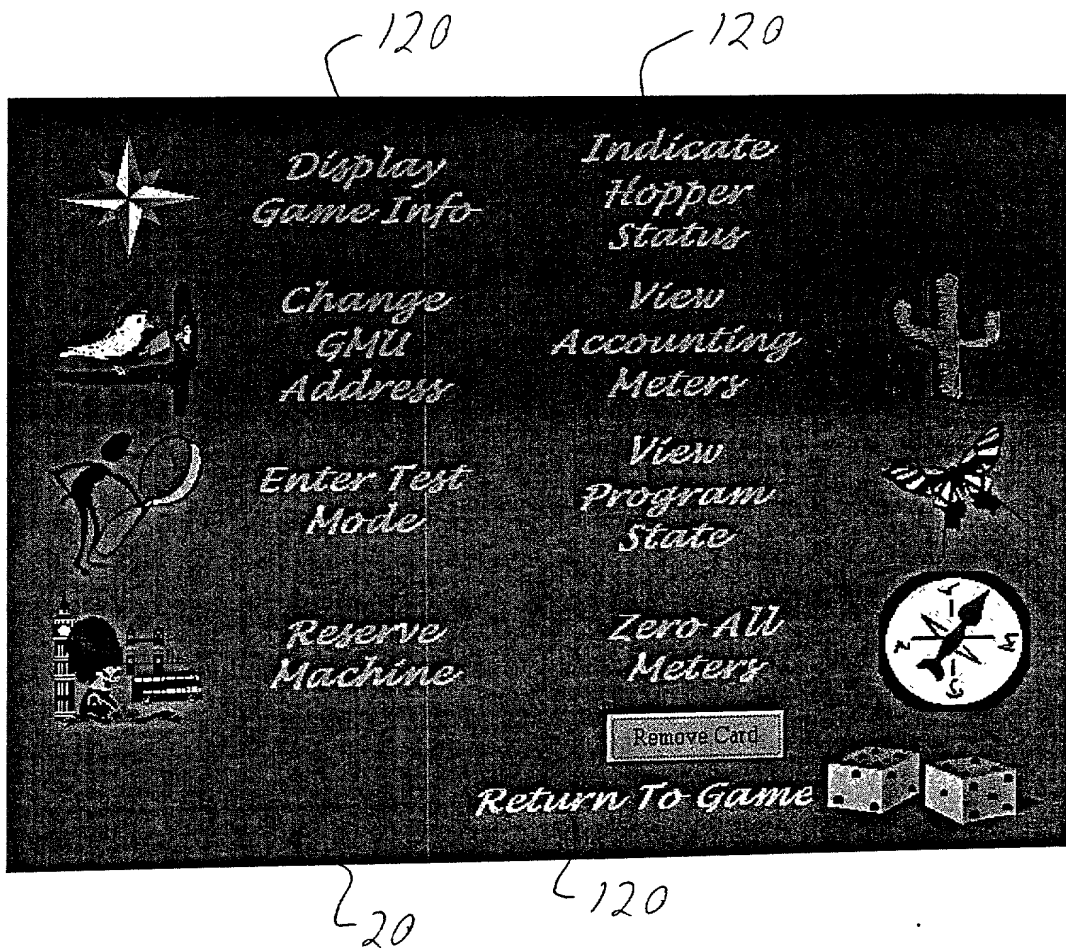 120
120
Display
Game Info
Indicate
Hopper
Status
Change
GMU
Address
View
Accounting
Meters
Enter Test
Mode
View
Program
State
Reserve
Machine
Zero All
Meters
Remove Card
Return To Game
20
120